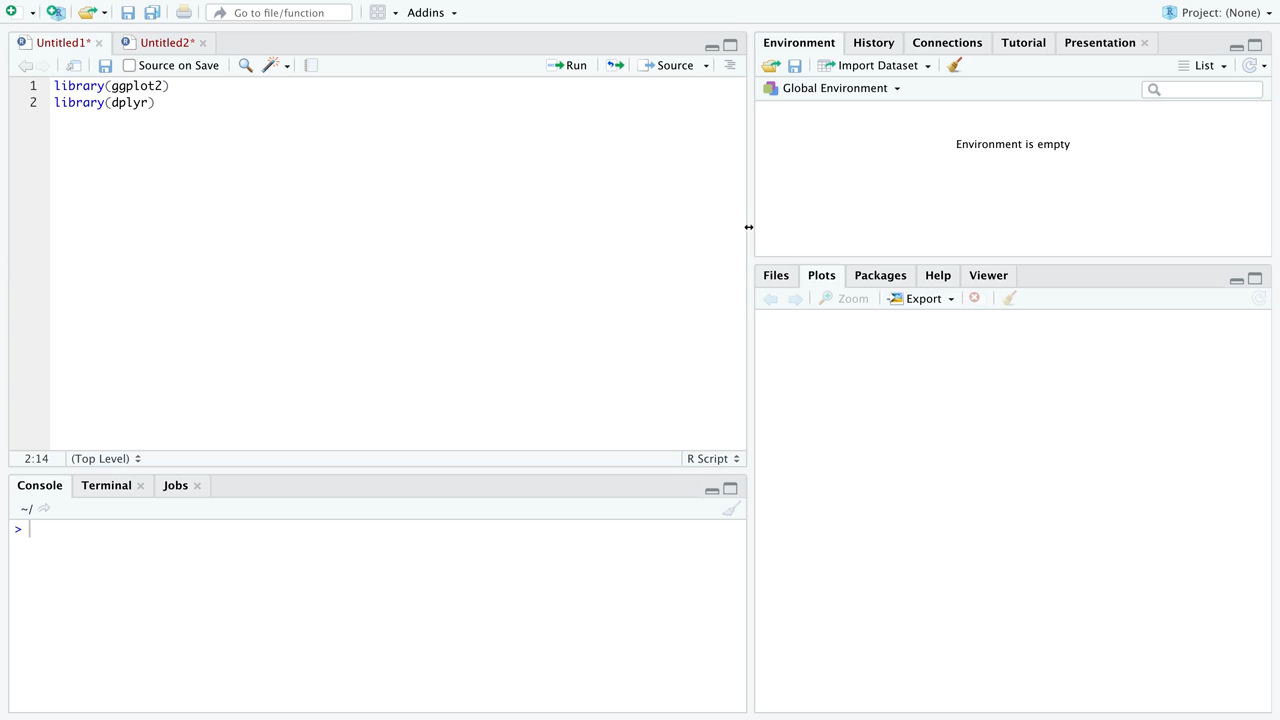 Go to file/function
Addins
Project: (None)
Untitled1*
Untitled2*
Source on Save
Run
Source
1 library(ggplot2)
2 library(dplyr)
2:14
(Top Level)
R Script
Console
Terminal
Jobs
~/
>
Environment
History
Connections
Tutorial
Presentation
Import Dataset
List
Global Environment
Environment is empty
Files
Plots
Packages
Help
Viewer
Zoom
Export